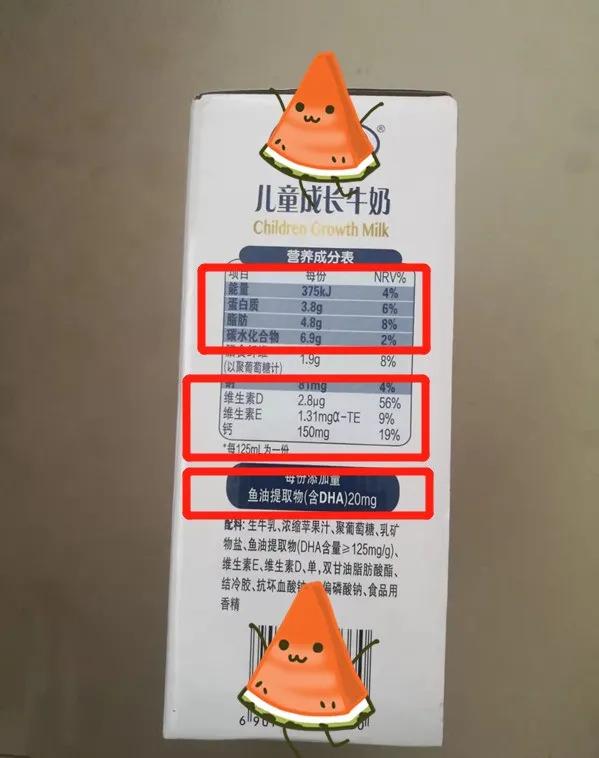 ®
儿童成长牛奶
Children Growth Milk
营养成分表
项目 每份 NRV%
能量 375kJ 4%
蛋白质 3.8g 6%
脂肪 4.8g 8%
碳水化合物 6.9g 2%
膳食纤维 1.9g 8%
(以聚葡萄糖计)
钠 81mg 4%
维生素D 2.8μg 56%
维生素E 1.31mgα-TE 9%
钙 150mg 19%
*每125mL为一份
每份添加量
鱼油提取物(含DHA)20mg
配料:生牛乳、浓缩苹果汁、聚葡萄糖、乳矿
物盐、鱼油提取物(DHA含量≥125mg/g)、
维生素E、维生素D、单,双甘油脂肪酸酯、
结冷胶、抗坏血酸 偏磷酸钠、食品用
香精